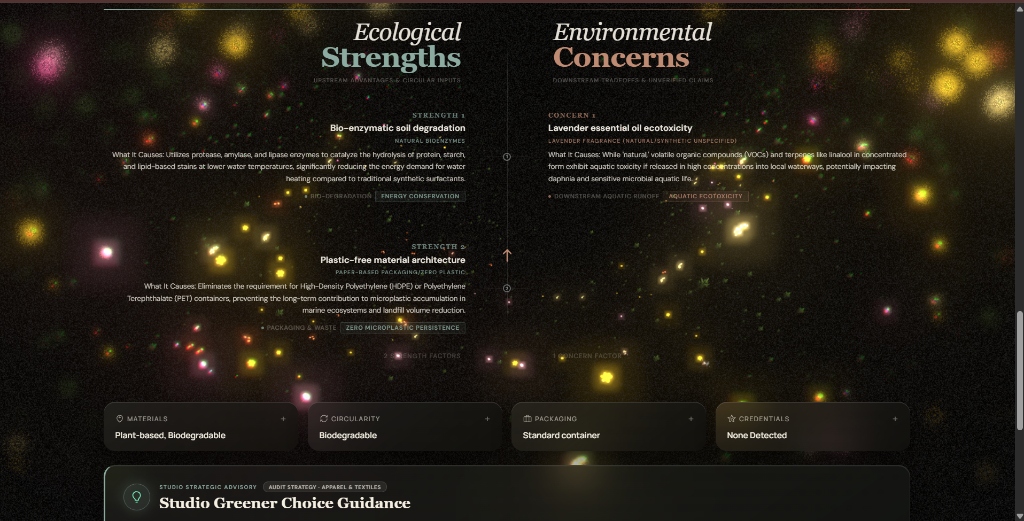 Ecological
Strengths
UPSTREAM ADVANTAGES & CIRCULAR INPUTS
STRENGTH 1
Bio-enzymatic soil degradation
NATURAL BIOENZYMES
What It Causes: Utilizes protease, amylase, and lipase enzymes to catalyze the hydrolysis of protein, starch,
and lipid-based stains at lower water temperatures, significantly reducing the energy demand for water
heating compared to traditional synthetic surfactants.
BIO-DEGRADATION ENERGY CONSERVATION
STRENGTH 2
Plastic-free material architecture
PAPER-BASED PACKAGING/ZERO PLASTIC
What It Causes: Eliminates the requirement for High-Density Polyethylene (HDPE) or Polyethylene
Terephthalate (PET) containers, preventing the long-term contribution to microplastic accumulation in
marine ecosystems and landfill volume reduction.
PACKAGING & WASTE ZERO MICROPLASTIC PERSISTENCE
2 STRENGTH FACTORS
Environmental
Concerns
DOWNSTREAM TRADEOFFS & UNVERIFIED CLAIMS
CONCERN 1
Lavender essential oil ecotoxicity
LAVENDER FRAGRANCE (NATURAL/SYNTHETIC UNSPECIFIED)
What It Causes: While 'natural,' volatile organic compounds (VOCs) and terpenes like linalool in concentrated
form exhibit aquatic toxicity if released in high concentrations into local waterways, potentially impacting
daphnia and sensitive microbial aquatic life.
DOWNSTREAM AQUATIC RUNOFF AQUATIC ECOTOXICITY
1 CONCERN FACTOR
MATERIALS +
Plant-based, Biodegradable
CIRCULARITY +
Biodegradable
PACKAGING +
Standard container
CREDENTIALS +
None Detected
STUDIO STRATEGIC ADVISORY AUDIT STRATEGY · APPAREL & TEXTILES
Studio Greener Choice Guidance